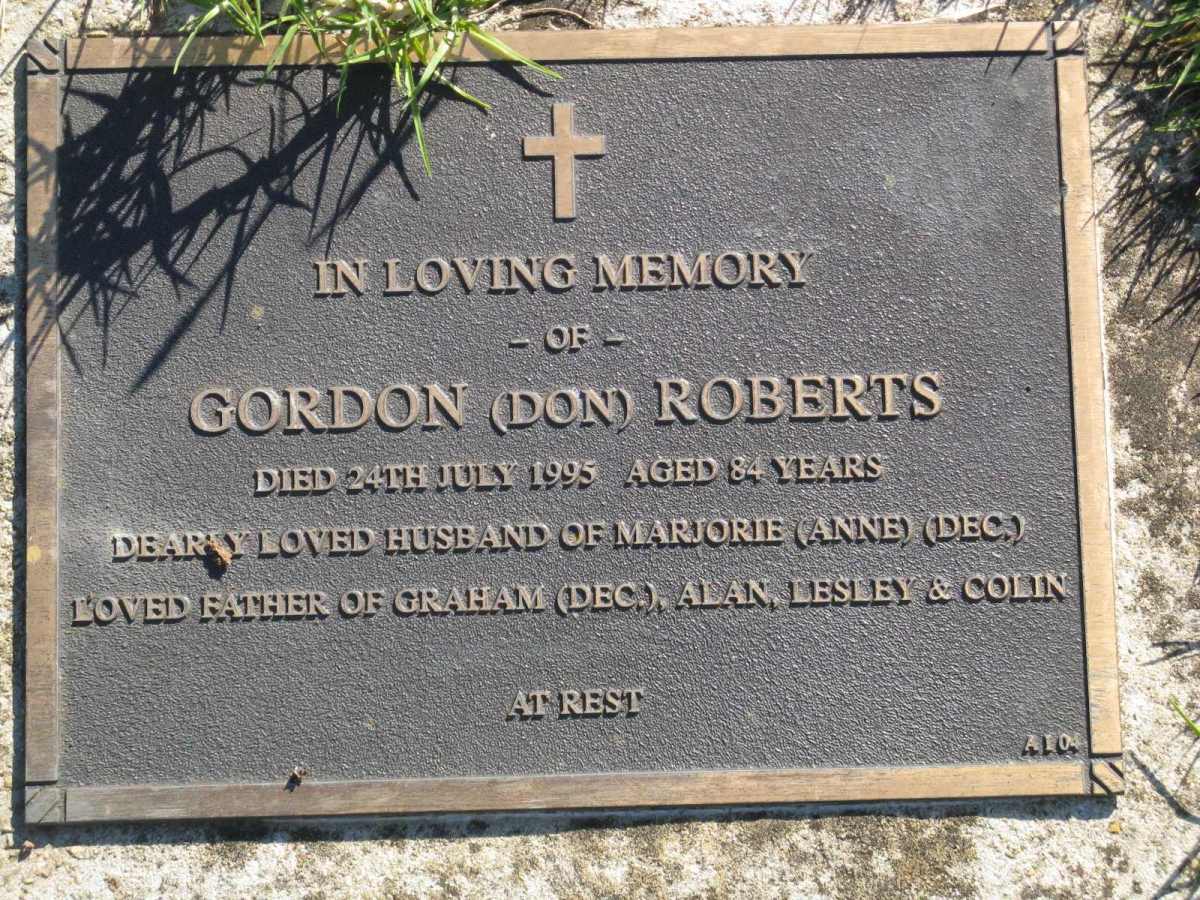 IN LOVING MEMORY
– OF –
GORDON (DON) ROBERTS
DIED 24TH JULY 1995 AGED 84 YEARS
DEARLY LOVED HUSBAND OF MARJORIE (ANNE) (DEC.)
LOVED FATHER OF GRAHAM (DEC.), ALAN, LESLEY & COLIN
AT REST